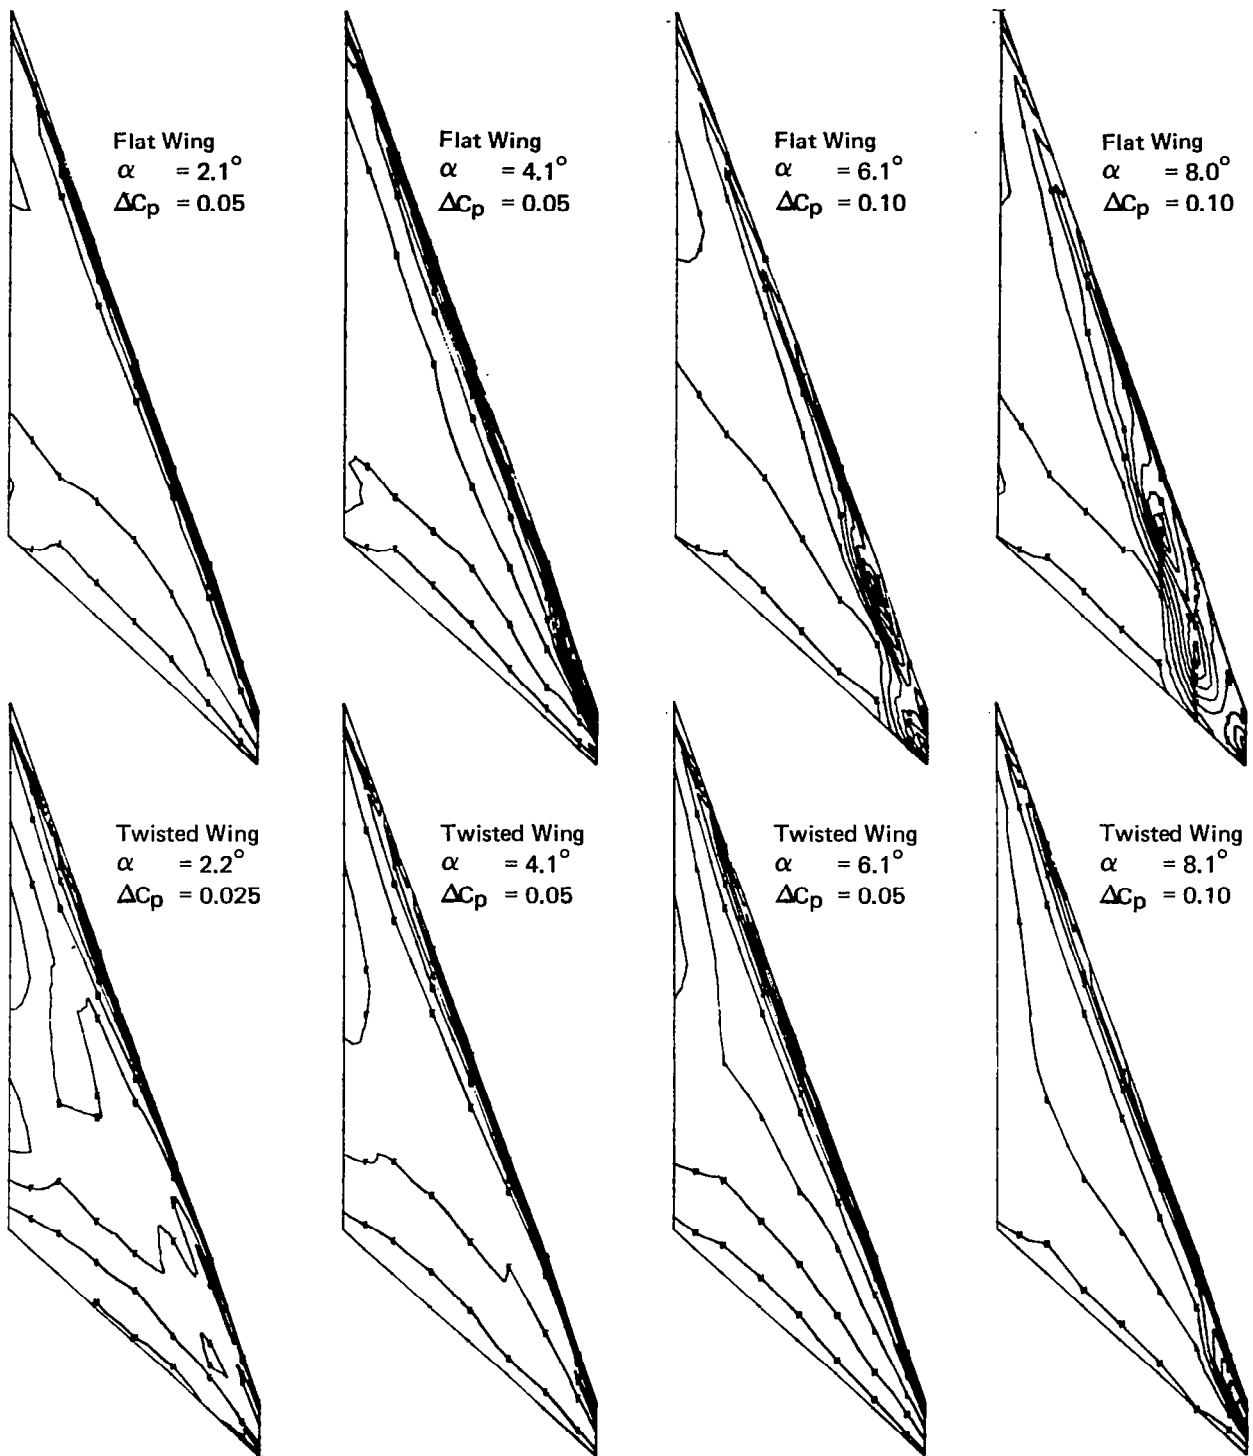 Flat Wing
α = 2.1°
ΔCp = 0.05
Flat Wing
α = 4.1°
ΔCp = 0.05
Flat Wing
α = 6.1°
ΔCp = 0.10
Flat Wing
α = 8.0°
ΔCp = 0.10
Twisted Wing
α = 2.2°
ΔCp = 0.025
Twisted Wing
α = 4.1°
ΔCp = 0.05
Twisted Wing
α = 6.1°
ΔCp = 0.05
Twisted Wing
α = 8.1°
ΔCp = 0.10